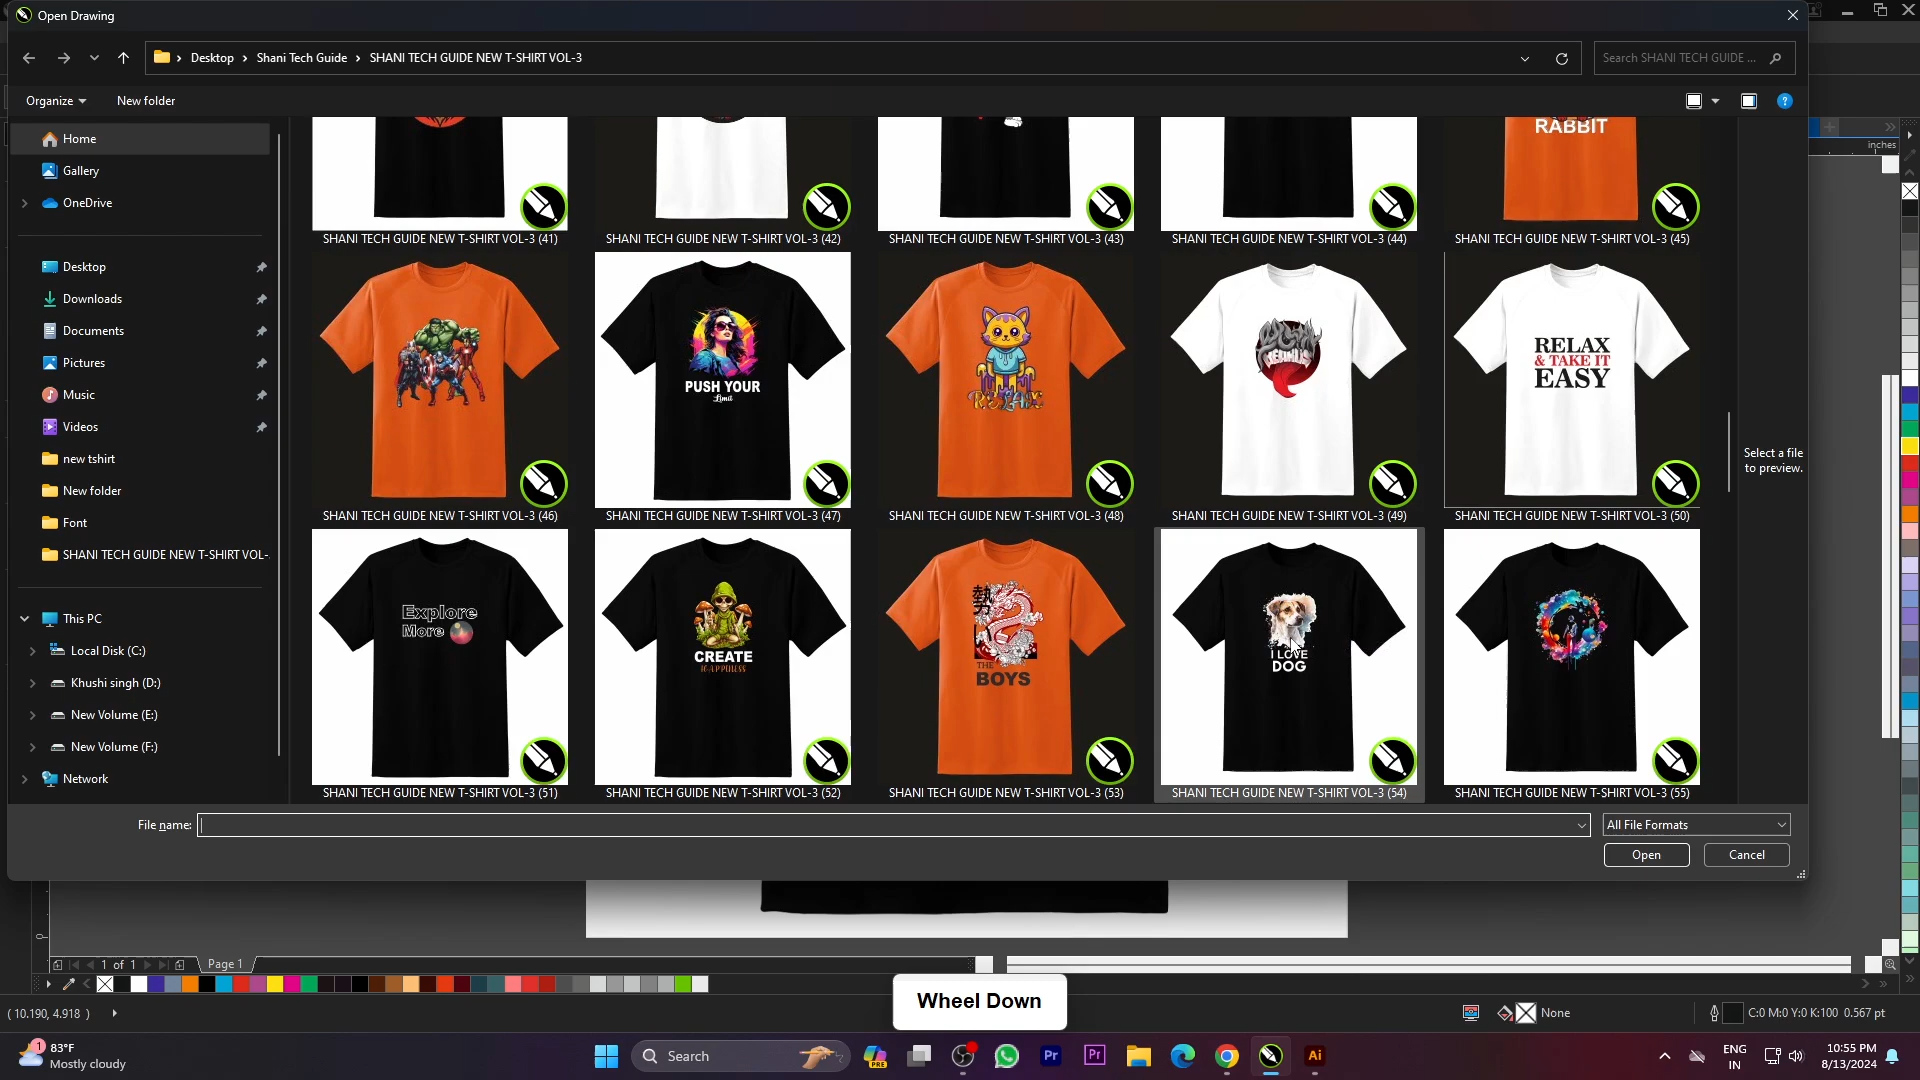 Open Drawing
Desktop
Shani Tech Guide
SHANI TECH GUIDE NEW T-SHIRT VOL-3
Search SHANI TECH GUIDE ...
Organize
New folder
Home
Gallery
OneDrive
Desktop
Downloads
Documents
Pictures
Music
Videos
new tshirt
New folder
Font
SHANI TECH GUIDE NEW T-SHIRT VOL-
This PC
Local Disk (C:)
Khushi singh (D:)
New Volume (E:)
New Volume (F:)
Network
RABBIT
SHANI TECH GUIDE NEW T-SHIRT VOL-3 (41)
SHANI TECH GUIDE NEW T-SHIRT VOL-3 (42)
SHANI TECH GUIDE NEW T-SHIRT VOL-3 (43)
SHANI TECH GUIDE NEW T-SHIRT VOL-3 (44)
SHANI TECH GUIDE NEW T-SHIRT VOL-3 (45)
PUSH YOUR
Limit
RELAX
RELAX
& TAKE IT
EASY
SHANI TECH GUIDE NEW T-SHIRT VOL-3 (46)
SHANI TECH GUIDE NEW T-SHIRT VOL-3 (47)
SHANI TECH GUIDE NEW T-SHIRT VOL-3 (48)
SHANI TECH GUIDE NEW T-SHIRT VOL-3 (49)
SHANI TECH GUIDE NEW T-SHIRT VOL-3 (50)
Explore
More
CREATE
HAPPINESS
勢
THE
BOYS
I LOVE
DOG
SHANI TECH GUIDE NEW T-SHIRT VOL-3 (51)
SHANI TECH GUIDE NEW T-SHIRT VOL-3 (52)
SHANI TECH GUIDE NEW T-SHIRT VOL-3 (53)
SHANI TECH GUIDE NEW T-SHIRT VOL-3 (54)
SHANI TECH GUIDE NEW T-SHIRT VOL-3 (55)
Select a file
to preview.
inches
File name:
All File Formats
Open
Cancel
1 of 1
Page 1
Wheel Down
( 10.190, 4.918 )
None
C:0 M:0 Y:0 K:100 0.567 pt
1
83°F
Mostly cloudy
Search
PRE
Pr
Pr
Ai
ENG
IN
10:55 PM
8/13/2024